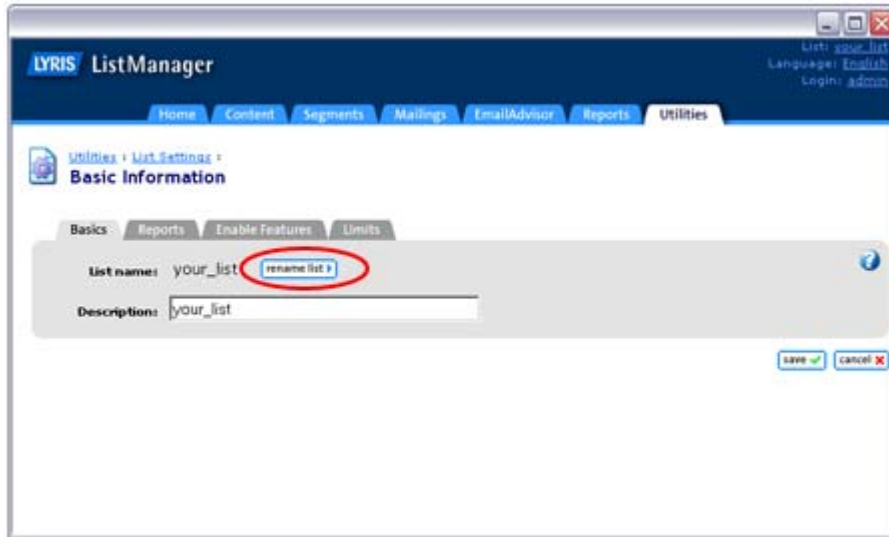 List: your_list
LYRIS ListManager
Language: English
Login: admin
Home Content Segments Mailings EmailAdvisor Reports Utilities
Utilities : List Settings :
Basic Information
Basics Reports Enable Features Limits
List name: your_list rename list
Description: your_list
save cancel